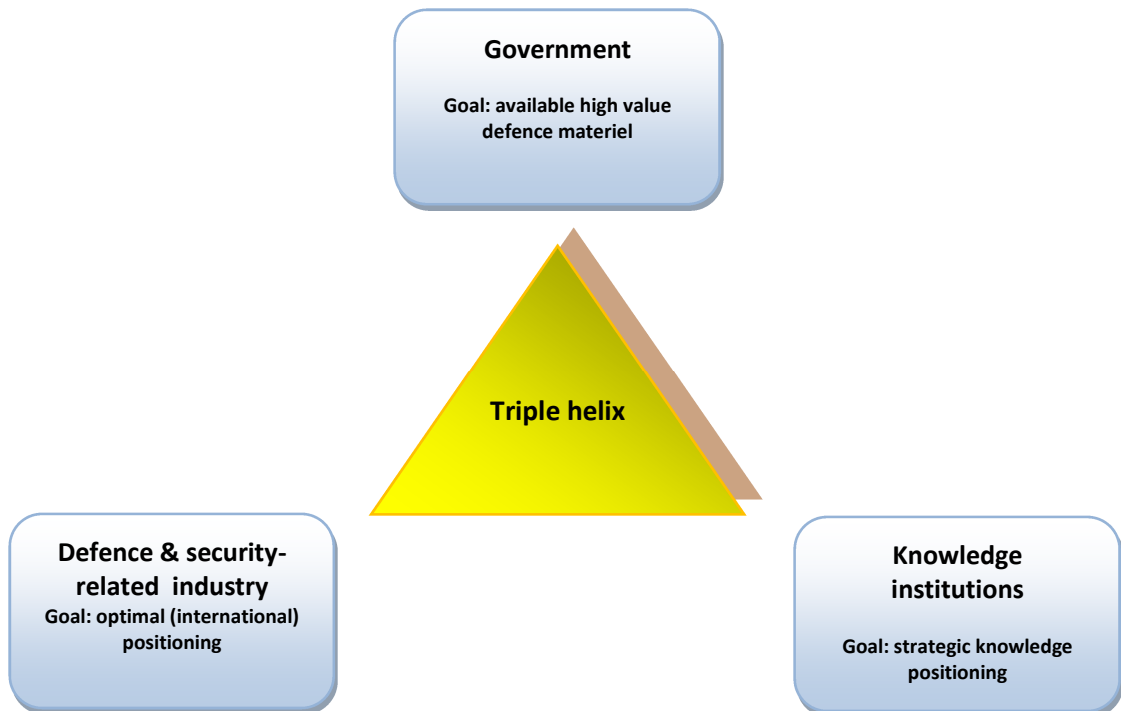 Government
Goal: available high value
defence materiel
Triple helix
Defence & security-
related industry
Goal: optimal (international)
positioning
Knowledge
institutions
Goal: strategic knowledge
positioning